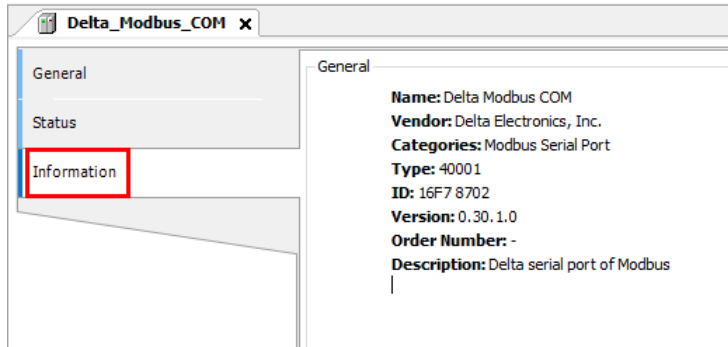 Delta_Modbus_COM x
General
Status
Information
General
Name: Delta Modbus COM
Vendor: Delta Electronics, Inc.
Categories: Modbus Serial Port
Type: 40001
ID: 16F7 8702
Version: 0.30.1.0
Order Number: -
Description: Delta serial port of Modbus